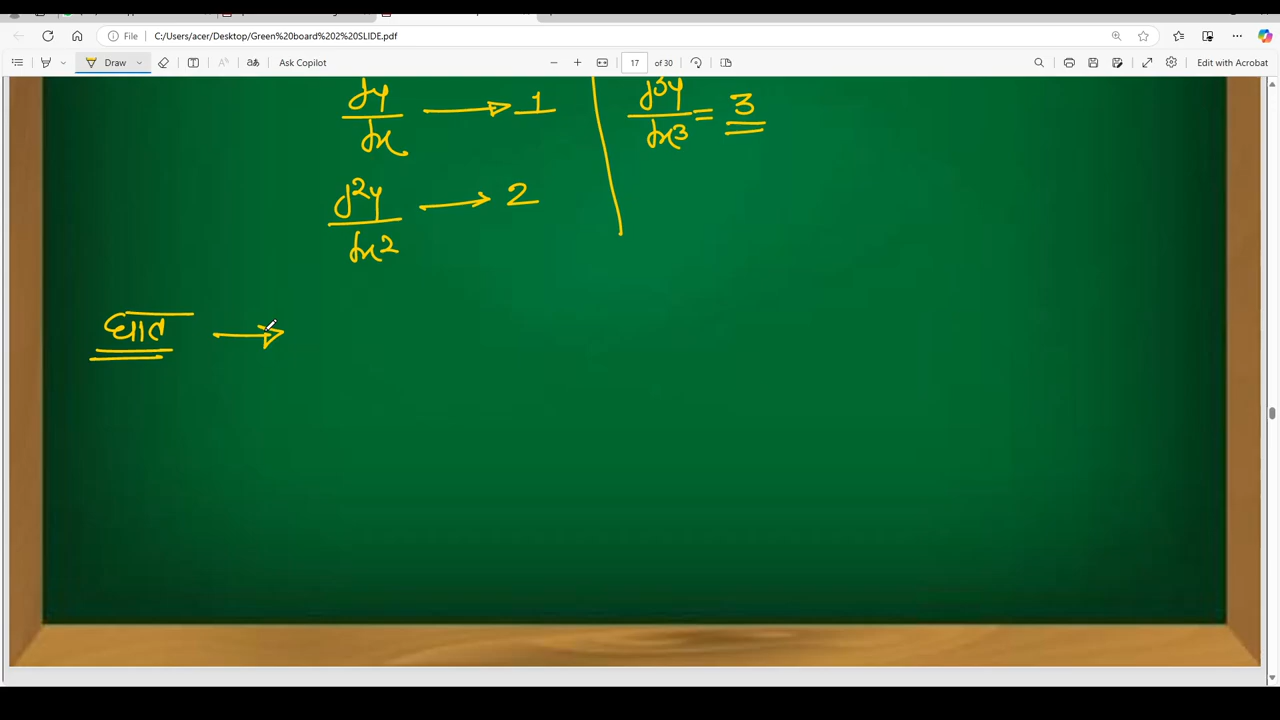 File C:/Users/acer/Desktop/Green%20board%202%20SLIDE.pdf
Draw Ask Copilot 17 of 30 Edit with Acrobat
dy/dx → 1
d³y/dx³ = 3
d²y/dx² → 2
घात →